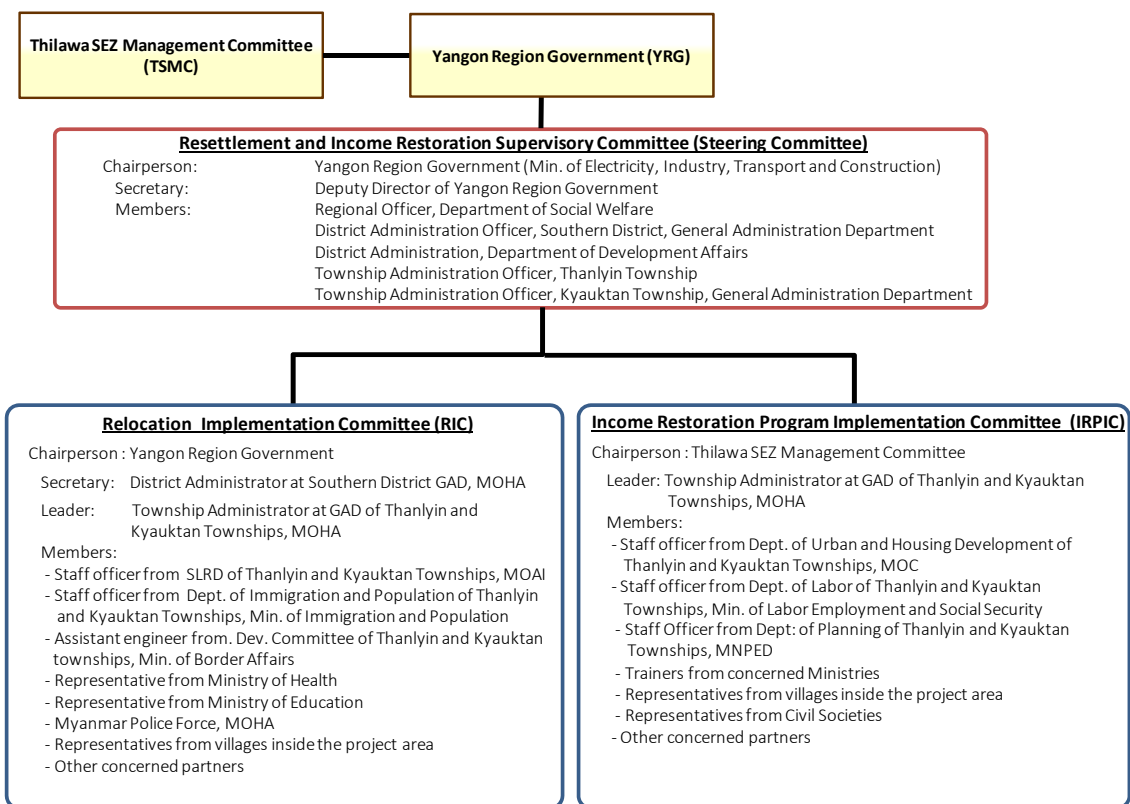 Thilawa SEZ Management Committee
(TSMC)
Yangon Region Government (YRG)
Resettlement and Income Restoration Supervisory Committee (Steering Committee)
Chairperson: Yangon Region Government (Min. of Electricity, Industry, Transport and Construction)
Secretary: Deputy Director of Yangon Region Government
Members: Regional Officer, Department of Social Welfare
District Administration Officer, Southern District, General Administration Department
District Administration, Department of Development Affairs
Township Administration Officer, Thanlyin Township
Township Administration Officer, Kyauktan Township, General Administration Department
Relocation Implementation Committee (RIC)
Chairperson : Yangon Region Government
Secretary: District Administrator at Southern District GAD, MOHA
Leader: Township Administrator at GAD of Thanlyin and
Kyauktan Townships, MOHA
Members:
- Staff officer from SLRD of Thanlyin and Kyauktan Townships, MOAI
- Staff officer from Dept. of Immigration and Population of Thanlyin
and Kyauktan Townships, Min. of Immigration and Population
- Assistant engineer from. Dev. Committee of Thanlyin and Kyauktan
townships, Min. of Border Affairs
- Representative from Ministry of Health
- Representative from Ministry of Education
- Myanmar Police Force, MOHA
- Representatives from villages inside the project area
- Other concerned partners
Income Restoration Program Implementation Committee (IRPIC)
Chairperson : Thilawa SEZ Management Committee
Leader: Township Administrator at GAD of Thanlyin and Kyauktan
Townships, MOHA
Members:
- Staff officer from Dept. of Urban and Housing Development of
Thanlyin and Kyauktan Townships, MOC
- Staff officer from Dept. of Labor of Thanlyin and Kyauktan
Townships, Min. of Labor Employment and Social Security
- Staff Officer from Dept: of Planning of Thanlyin and Kyauktan
Townships, MNPED
- Trainers from concerned Ministries
- Representatives from villages inside the project area
- Representatives from Civil Societies
- Other concerned partners